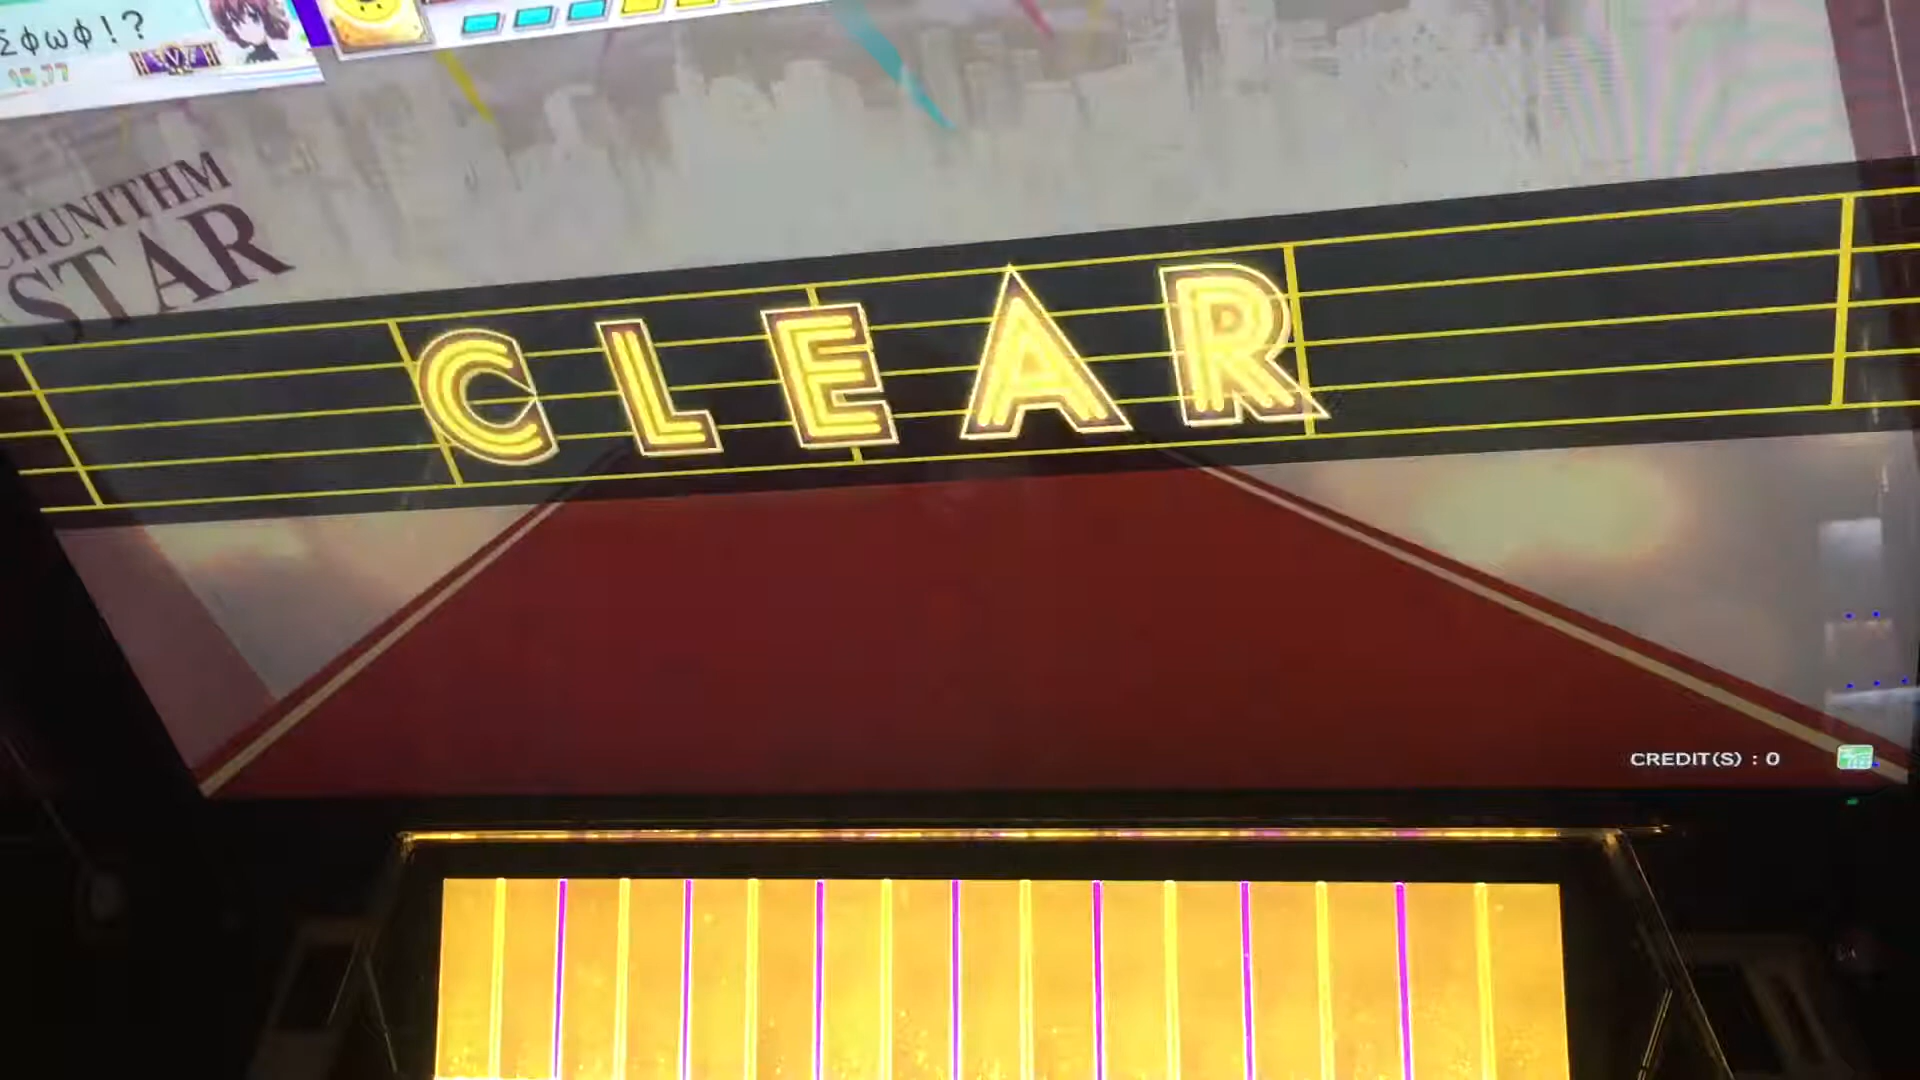 Σφωφ!?
V
CHUNITHM
STAR
CLEAR
CREDIT(S) : 0